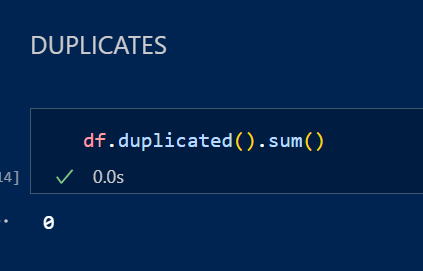 DUPLICATES
df.duplicated().sum()
14]
0.0s
0